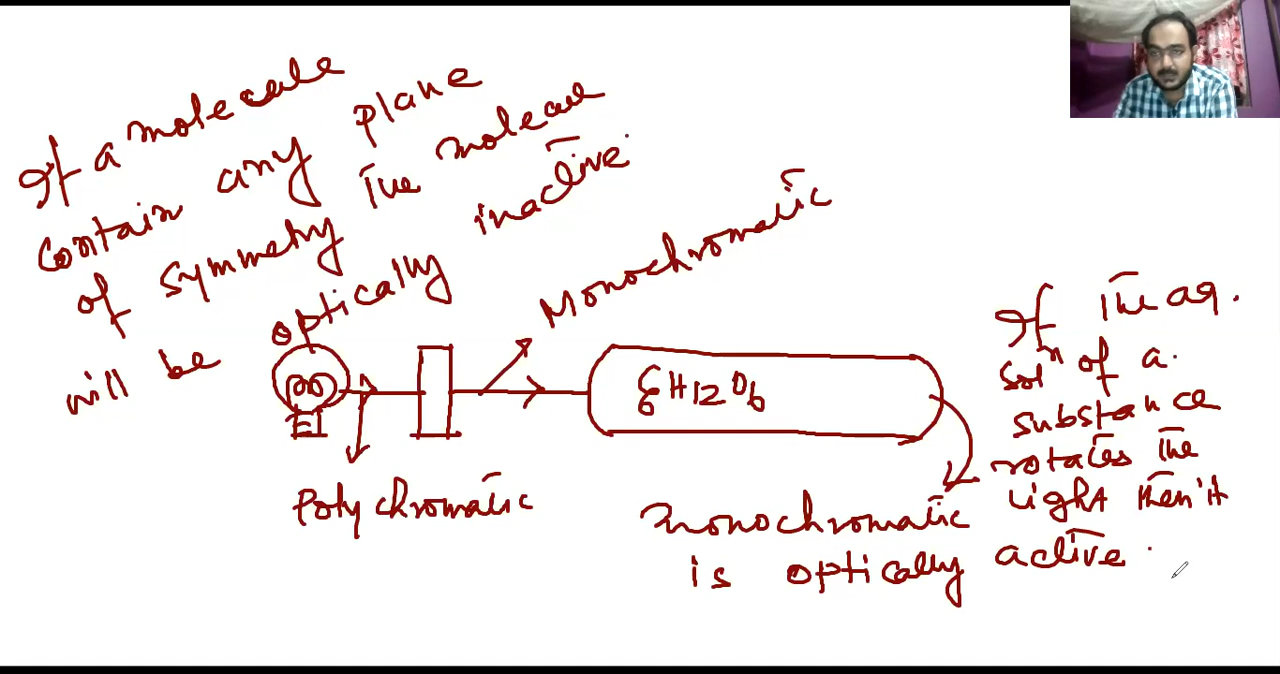 If a molecule
contain any plane
of symmetry the molecule
will be optically inactive.
Monochromatic
Polychromatic
C6H12O6
If the aq.
solⁿ of a
substance
rotates the
monochromatic light then it
is optically active.